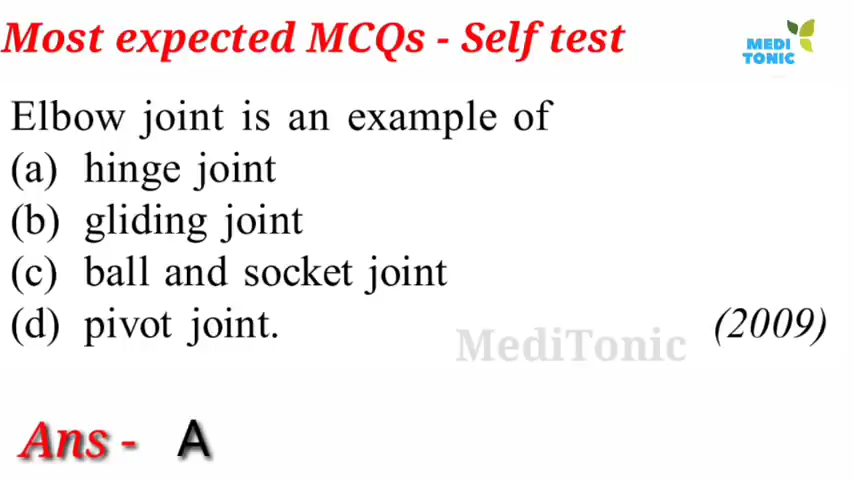 Most expected MCQs - Self test
MEDI
TONIC
Elbow joint is an example of
(a) hinge joint
(b) gliding joint
(c) ball and socket joint
(d) pivot joint.
(2009)
MediTonic
Ans - A